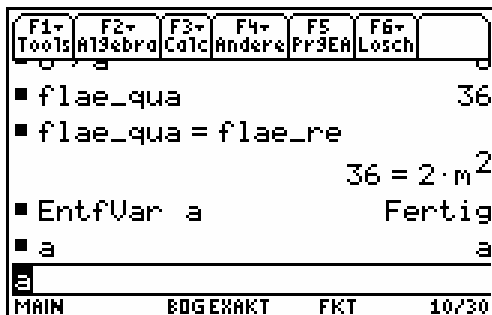 F1▾ F2▾ F3▾ F4▾ F5 F6▾
Tools Algebra Calc Andere PrgEA Lösch
▪ flae_qua 36
▪ flae_qua = flae_re
36 = 2·m²
▪ EntfVar a Fertig
▪ a a
a
MAIN BOG EXAKT FKT 10/30